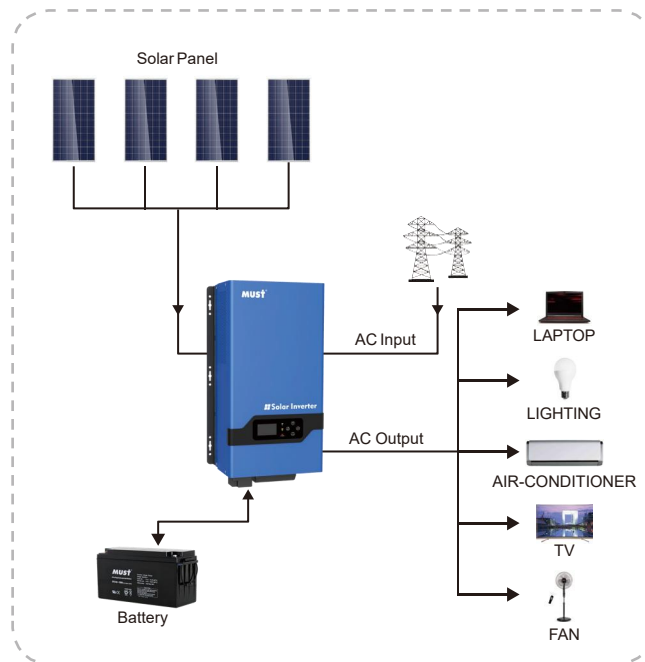 Solar Panel
MUST
AC Input
LAPTOP
LIGHTING
Solar Inverter
AC Output
AIR-CONDITIONER
TV
MUST
Battery
FAN